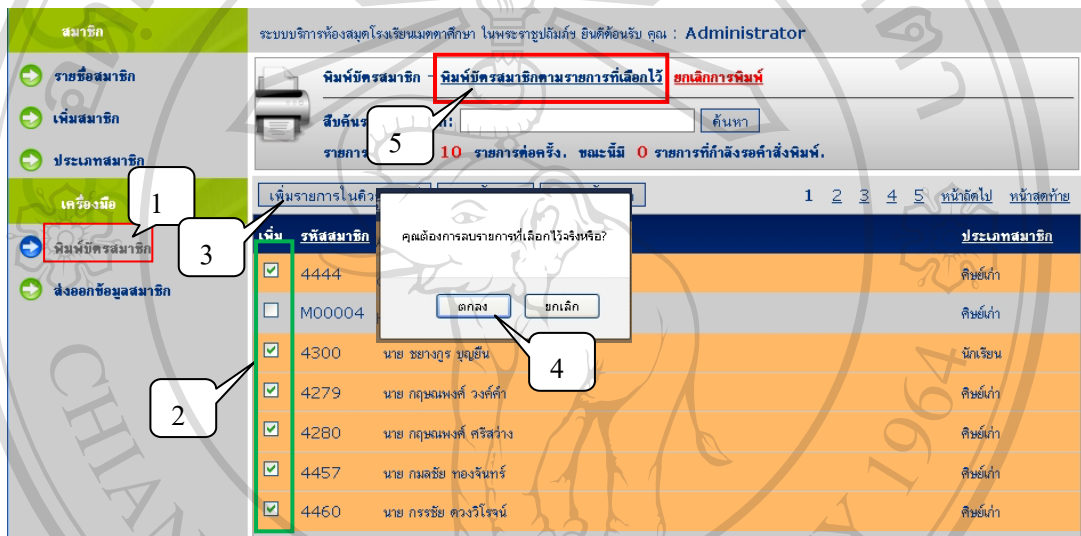 สมาชิก
ระบบบริการห้องสมุดโรงเรียนเมตตาศึกษา ในพระราชูปถัมภ์ฯ ยินดีต้อนรับ คุณ : Administrator
รายชื่อสมาชิก
เพิ่มสมาชิก
ประเภทสมาชิก
เครื่องมือ
พิมพ์บัตรสมาชิก
ส่งออกข้อมูลสมาชิก
พิมพ์บัตรสมาชิก - พิมพ์บัตรสมาชิกตามรายการที่เลือกไว้ ยกเลิกการพิมพ์
สืบค้น : ค้นหา
รายการ 10 รายการต่อครั้ง. ขณะนี้มี 0 รายการที่กำลังรอคำสั่งพิมพ์.
เพิ่มรายการในคิว
1 2 3 4 5 หน้าถัดไป หน้าสุดท้าย
เพิ่ม รหัสสมาชิก ประเภทสมาชิก
คุณต้องการลบรายการที่เลือกไว้จริงหรือ?
ตกลง ยกเลิก
4444 ศิษย์เก่า
M00004 ศิษย์เก่า
4300 นาย ชยางกูร บุญยืน นักเรียน
4279 นาย กฤษณพงศ์ วงค์คำ ศิษย์เก่า
4280 นาย กฤษณพงศ์ ศรีสว่าง ศิษย์เก่า
4457 นาย กมลชัย ทองจันทร์ ศิษย์เก่า
4460 นาย กรรชัย ดวงวิโรจน์ ศิษย์เก่า
1
2
3
4
5
CHIANG
1964